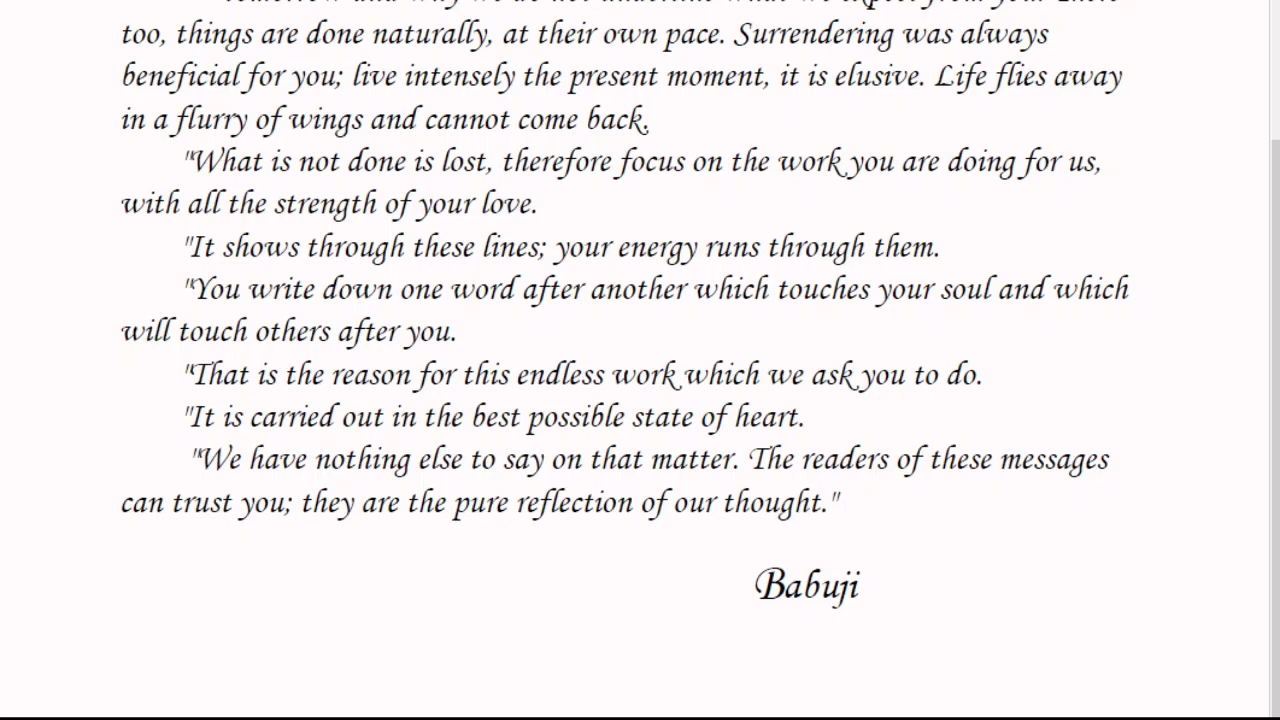 too, things are done naturally, at their own pace. Surrendering was always
beneficial for you; live intensely the present moment, it is elusive. Life flies away
in a flurry of wings and cannot come back.
"What is not done is lost, therefore focus on the work you are doing for us,
with all the strength of your love.
"It shows through these lines; your energy runs through them.
"You write down one word after another which touches your soul and which
will touch others after you.
"That is the reason for this endless work which we ask you to do.
"It is carried out in the best possible state of heart.
"We have nothing else to say on that matter. The readers of these messages
can trust you; they are the pure reflection of our thought."
Babuji